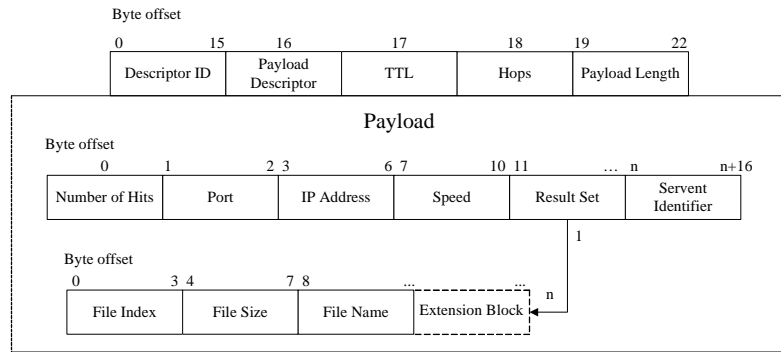 Byte offset
0 15 16 17 18 19 22
Descriptor ID Payload Descriptor TTL Hops Payload Length
Payload
Byte offset
0 1 2 3 6 7 10 11 ... n n+16
Number of Hits Port IP Address Speed Result Set Servent Identifier
1
Byte offset
0 3 4 7 8 ... ...
n
File Index File Size File Name Extension Block